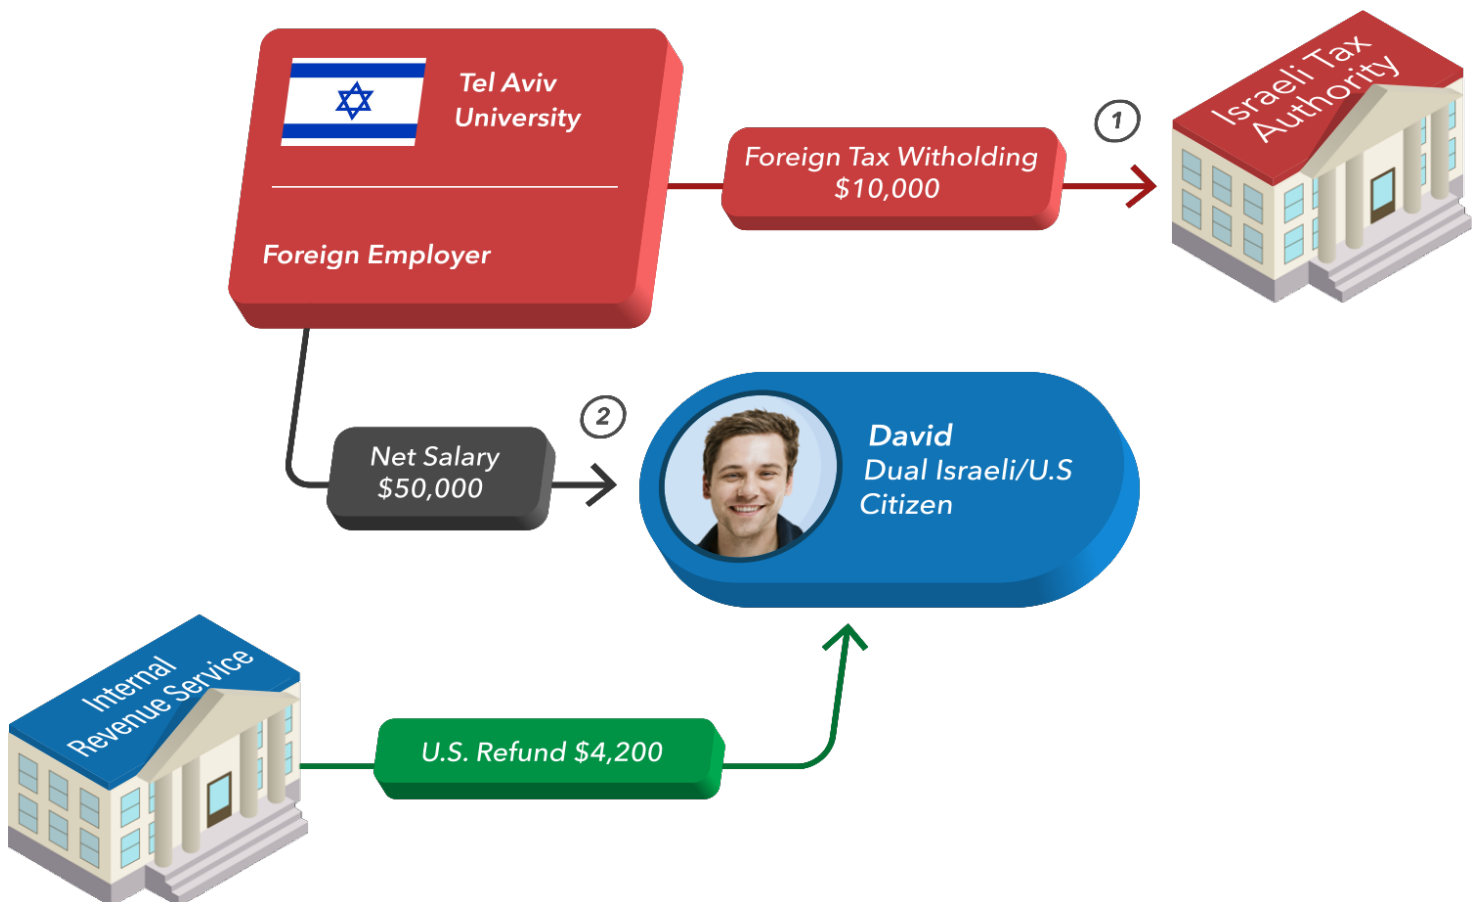 Tel Aviv
University
Foreign Employer
Foreign Tax Witholding
$10,000
1
Israeli Tax
Authority
Net Salary
$50,000
2
David
Dual Israeli/U.S
Citizen
Internal
Revenue Service
U.S. Refund $4,200